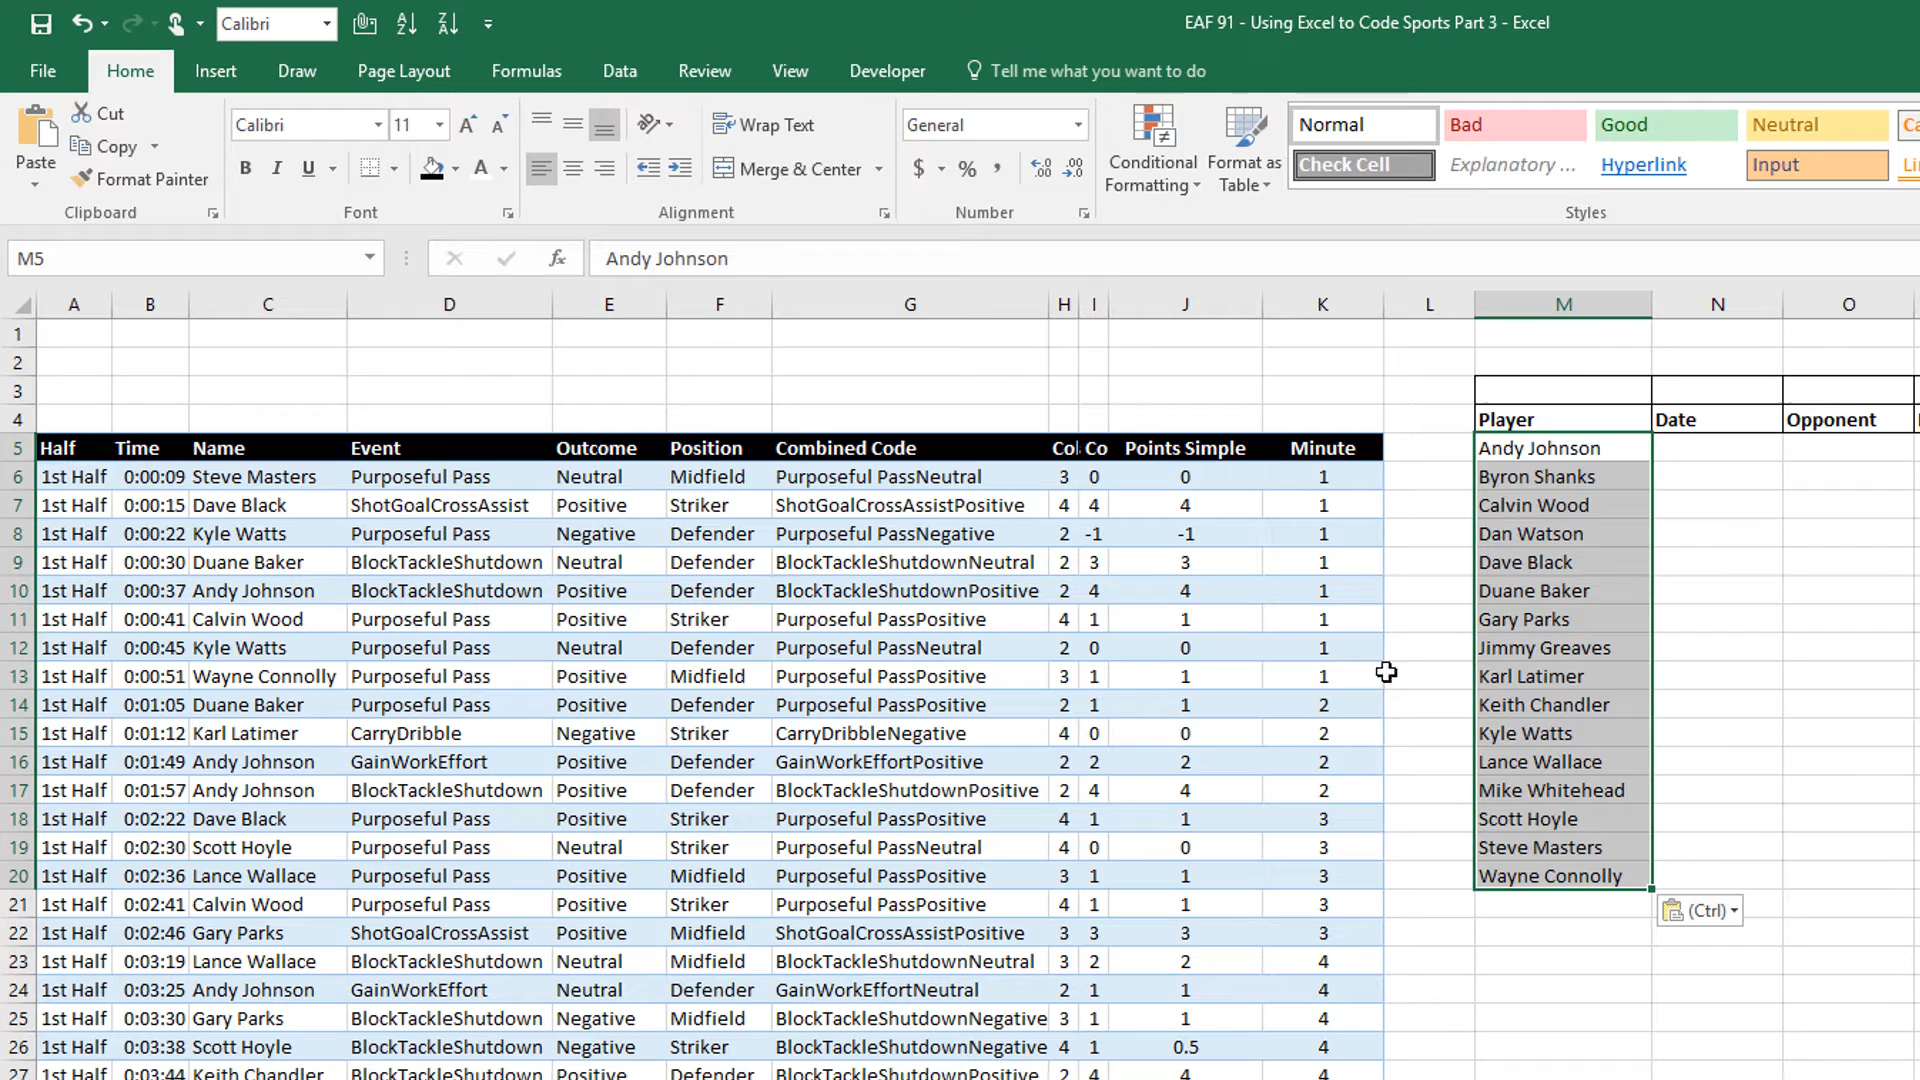 Calibri
EAF 91 - Using Excel to Code Sports Part 3 - Excel
File Home Insert Draw Page Layout Formulas Data Review View Developer Tell me what you want to do
Paste Cut Copy Format Painter Clipboard
Calibri 11 B I U A A A Font
Wrap Text Merge & Center Alignment
General $ % , Number
Conditional Formatting Format as Table
Normal Bad Good Neutral
Check Cell Explanatory ... Hyperlink Input
Styles
M5 fx Andy Johnson
A B C D E F G H I J K L M N O
1
2
3
4 Player Date Opponent
5 Half Time Name Event Outcome Position Combined Code Co Points Simple Minute Andy Johnson
6 1st Half 0:00:09 Steve Masters Purposeful Pass Neutral Midfield Purposeful PassNeutral 3 0 0 1 Byron Shanks
7 1st Half 0:00:15 Dave Black ShotGoalCrossAssist Positive Striker ShotGoalCrossAssistPositive 4 4 4 1 Calvin Wood
8 1st Half 0:00:22 Kyle Watts Purposeful Pass Negative Defender Purposeful PassNegative 2 -1 -1 1 Dan Watson
9 1st Half 0:00:30 Duane Baker BlockTackleShutdown Neutral Defender BlockTackleShutdownNeutral 2 3 3 1 Dave Black
10 1st Half 0:00:37 Andy Johnson BlockTackleShutdown Positive Defender BlockTackleShutdownPositive 2 4 4 1 Duane Baker
11 1st Half 0:00:41 Calvin Wood Purposeful Pass Positive Striker Purposeful PassPositive 4 1 1 1 Gary Parks
12 1st Half 0:00:45 Kyle Watts Purposeful Pass Neutral Defender Purposeful PassNeutral 2 0 0 1 Jimmy Greaves
13 1st Half 0:00:51 Wayne Connolly Purposeful Pass Positive Midfield Purposeful PassPositive 3 1 1 1 Karl Latimer
14 1st Half 0:01:05 Duane Baker Purposeful Pass Positive Defender Purposeful PassPositive 2 1 1 2 Keith Chandler
15 1st Half 0:01:12 Karl Latimer CarryDribble Negative Striker CarryDribbleNegative 4 0 0 2 Kyle Watts
16 1st Half 0:01:49 Andy Johnson GainWorkEffort Positive Defender GainWorkEffortPositive 2 2 2 2 Lance Wallace
17 1st Half 0:01:57 Andy Johnson BlockTackleShutdown Positive Defender BlockTackleShutdownPositive 2 4 4 2 Mike Whitehead
18 1st Half 0:02:22 Dave Black Purposeful Pass Positive Striker Purposeful PassPositive 4 1 1 3 Scott Hoyle
19 1st Half 0:02:30 Scott Hoyle Purposeful Pass Neutral Striker Purposeful PassNeutral 4 0 0 3 Steve Masters
20 1st Half 0:02:36 Lance Wallace Purposeful Pass Positive Midfield Purposeful PassPositive 3 1 1 3 Wayne Connolly
21 1st Half 0:02:41 Calvin Wood Purposeful Pass Positive Striker Purposeful PassPositive 4 1 1 3 (Ctrl)
22 1st Half 0:02:46 Gary Parks ShotGoalCrossAssist Positive Midfield ShotGoalCrossAssistPositive 3 3 3 3
23 1st Half 0:03:19 Lance Wallace BlockTackleShutdown Neutral Midfield BlockTackleShutdownNeutral 3 2 2 4
24 1st Half 0:03:25 Andy Johnson GainWorkEffort Neutral Defender GainWorkEffortNeutral 2 1 1 4
25 1st Half 0:03:30 Gary Parks BlockTackleShutdown Negative Midfield BlockTackleShutdownNegative 3 1 1 4
26 1st Half 0:03:38 Scott Hoyle BlockTackleShutdown Negative Striker BlockTackleShutdownNegative 4 1 0.5 4
27 1st Half 0:03:44 Keith Chandler BlockTackleShutdown Positive Defender BlockTackleShutdownPositive 2 4 4 4